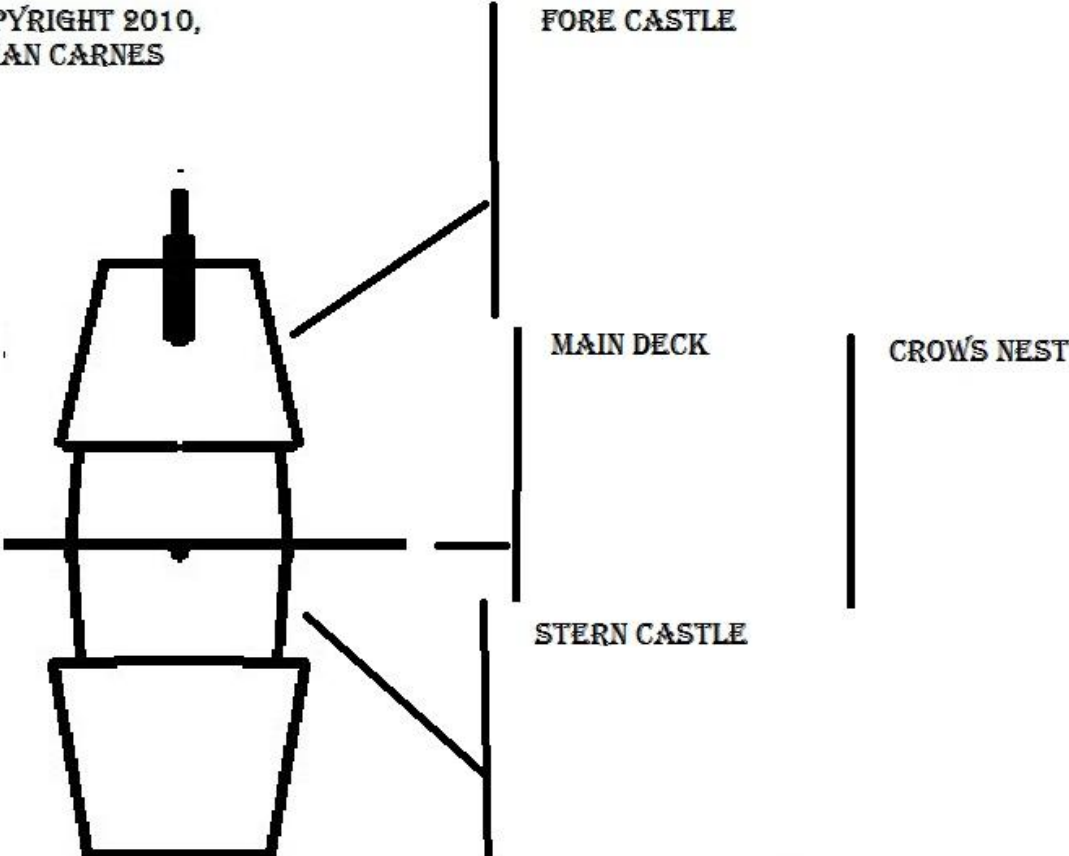 PYRIGHT 2010,
AN CARNES
FORE CASTLE
MAIN DECK
CROWS NEST
STERN CASTLE